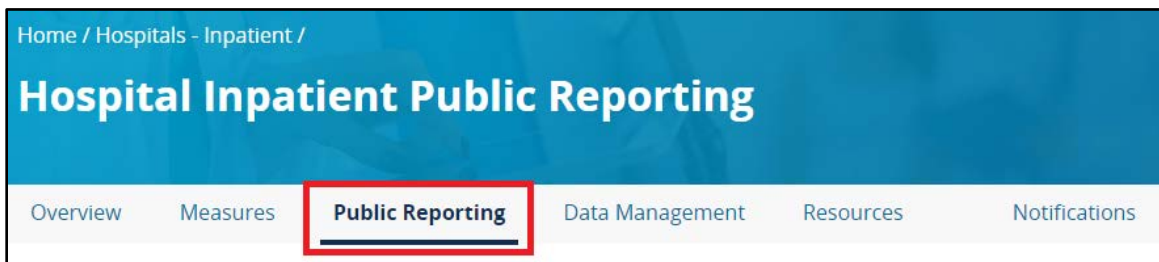 Home / Hospitals - Inpatient /
Hospital Inpatient Public Reporting
Overview Measures Public Reporting Data Management Resources Notifications